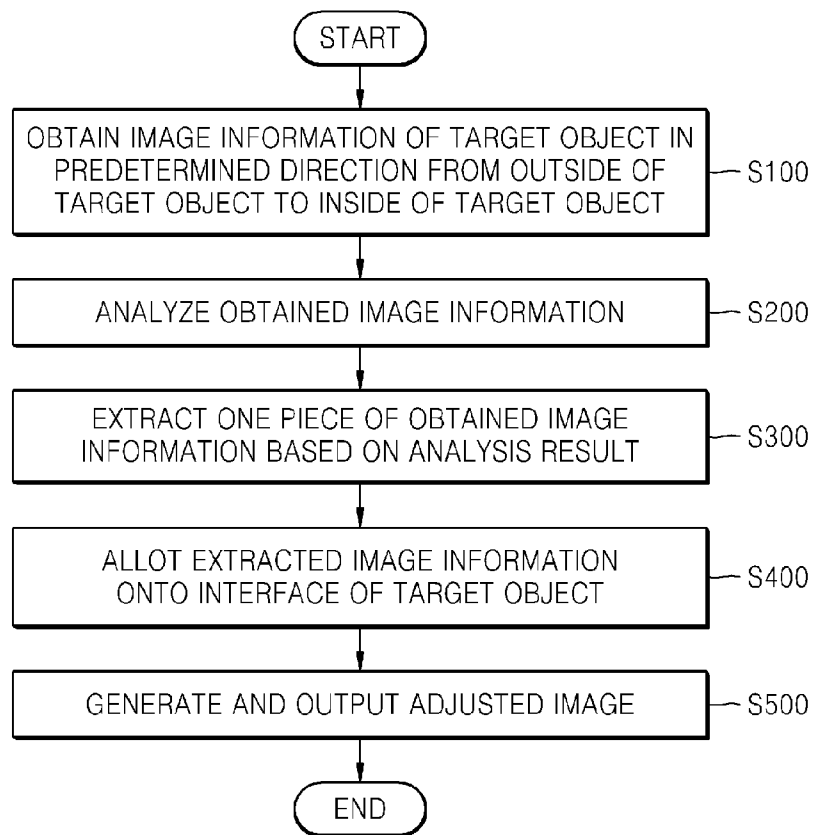 START
OBTAIN IMAGE INFORMATION OF TARGET OBJECT IN
PREDETERMINED DIRECTION FROM OUTSIDE OF
TARGET OBJECT TO INSIDE OF TARGET OBJECT
S100
ANALYZE OBTAINED IMAGE INFORMATION
S200
EXTRACT ONE PIECE OF OBTAINED IMAGE
INFORMATION BASED ON ANALYSIS RESULT
S300
ALLOT EXTRACTED IMAGE INFORMATION
ONTO INTERFACE OF TARGET OBJECT
S400
GENERATE AND OUTPUT ADJUSTED IMAGE
S500
END